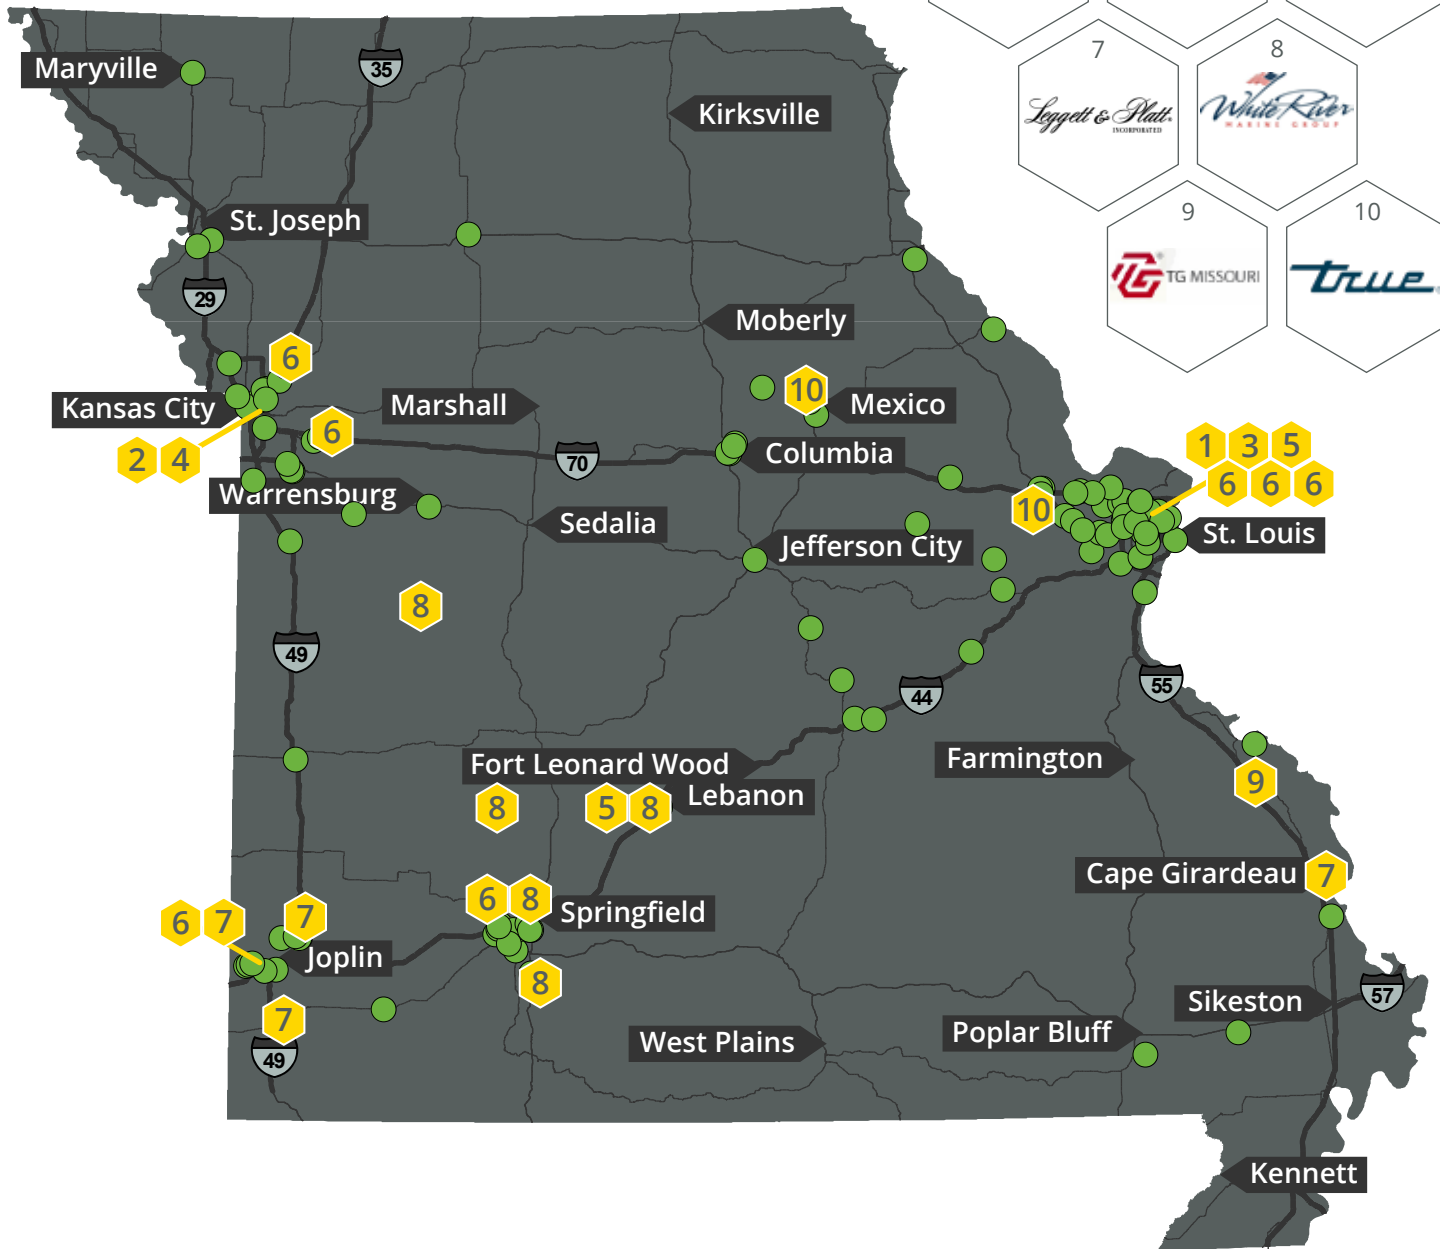 7
8
Leggett & Platt®
INCORPORATED
White River
MARINE GROUP
9
10
TG®
TG MISSOURI
true®
Maryville
35
Kirksville
St. Joseph
29
Moberly
6
10
Kansas City
Marshall
Mexico
6
2 4
70
Columbia
1 3 5
6 6 6
Warrensburg
10
Sedalia
Jefferson City
St. Louis
8
49
44
55
Fort Leonard Wood
Farmington
8
5 8
Lebanon
9
Cape Girardeau
7
6 8
Springfield
6 7
7
Joplin
8
7
57
Sikeston
West Plains
Poplar Bluff
49
Kennett